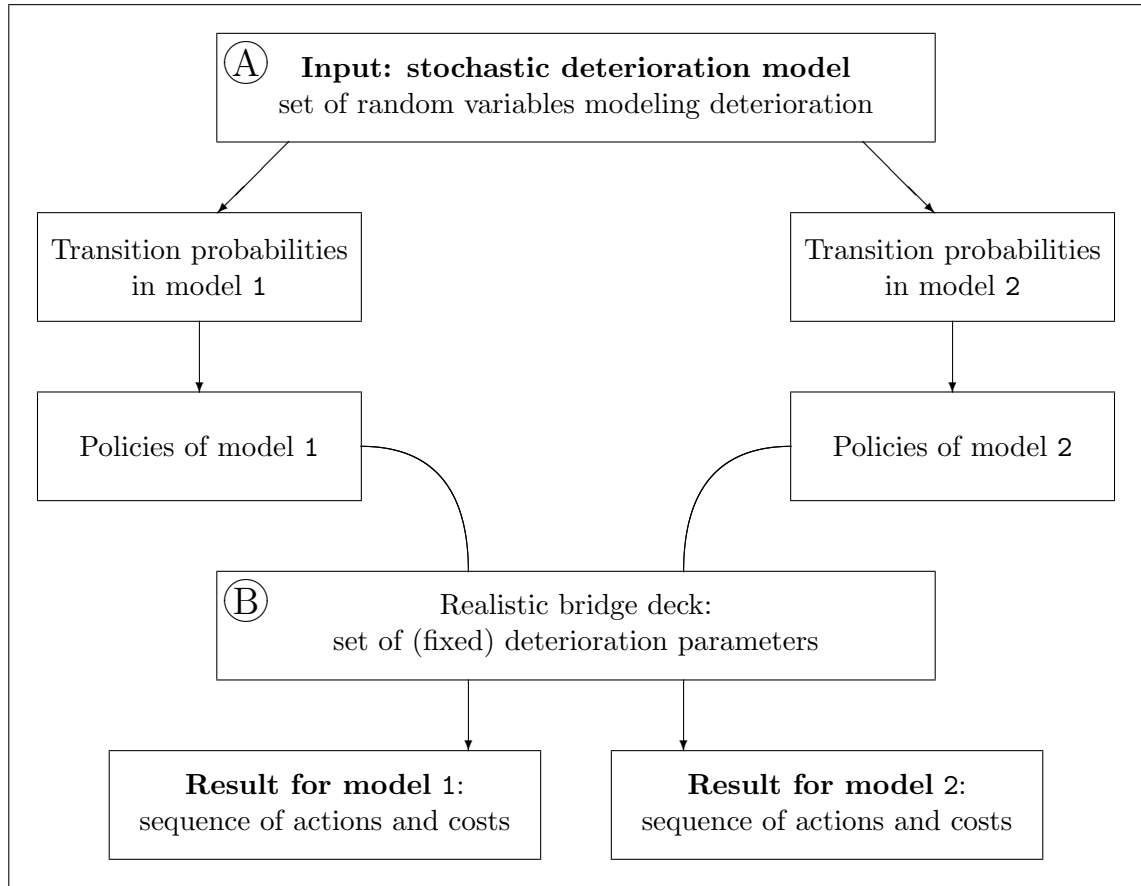 Ⓐ
Input: stochastic deterioration model
set of random variables modeling deterioration
Transition probabilities
in model 1
Transition probabilities
in model 2
Policies of model 1
Policies of model 2
Ⓑ
Realistic bridge deck:
set of (fixed) deterioration parameters
Result for model 1:
sequence of actions and costs
Result for model 2:
sequence of actions and costs